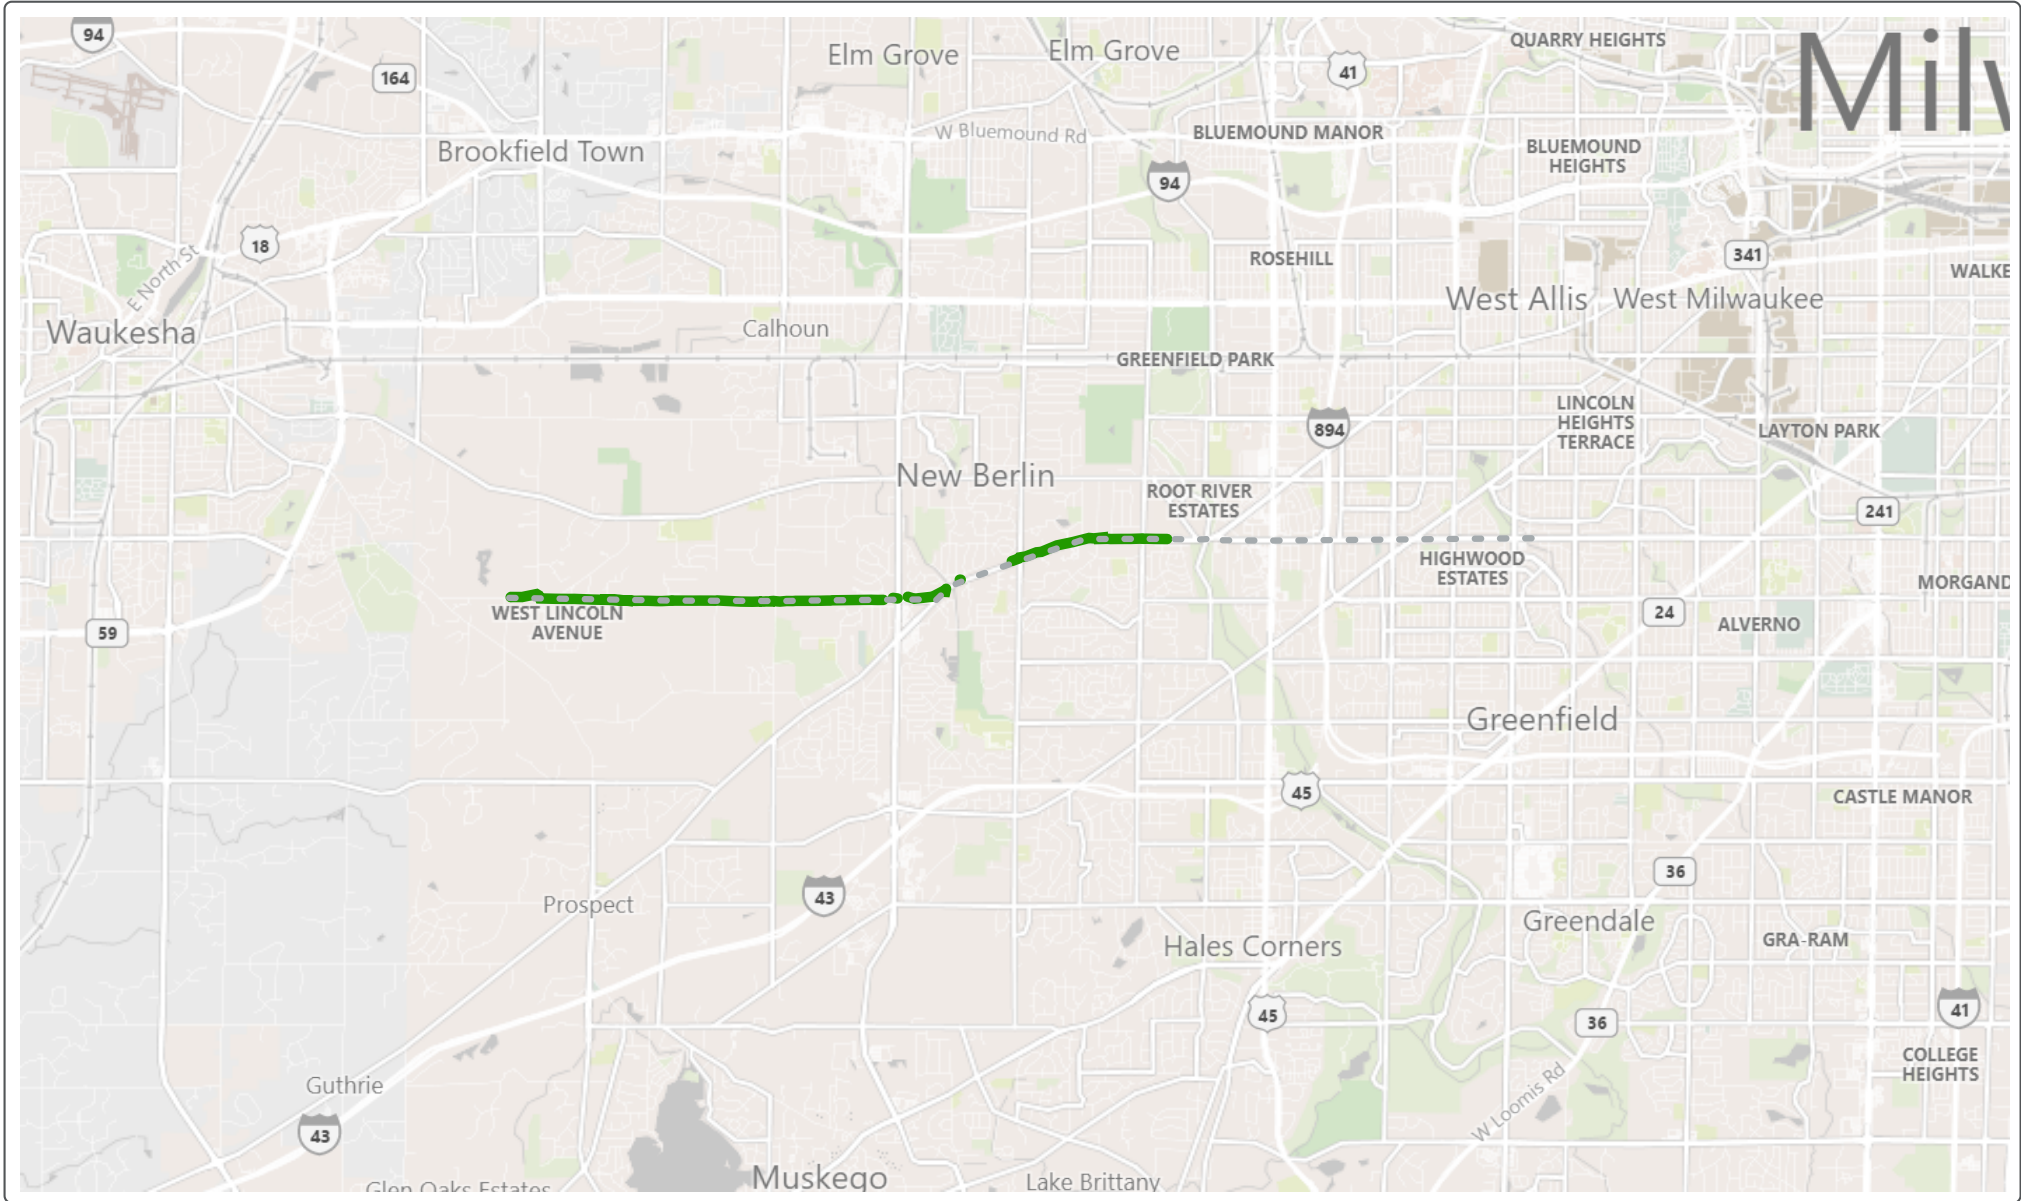 94
164
Elm Grove
Elm Grove
41
QUARRY HEIGHTS
Milw
W Bluemound Rd
BLUEMOUND MANOR
Brookfield Town
BLUEMOUND
HEIGHTS
94
18
E North St
ROSEHILL
341
WALKE
West Allis
West Milwaukee
Waukesha
Calhoun
GREENFIELD PARK
LINCOLN
HEIGHTS
TERRACE
894
LAYTON PARK
New Berlin
ROOT RIVER
ESTATES
241
HIGHWOOD
ESTATES
MORGAND
WEST LINCOLN
AVENUE
59
24
ALVERNO
Greenfield
45
CASTLE MANOR
36
43
Prospect
Greendale
Hales Corners
GRA-RAM
45
36
41
COLLEGE
HEIGHTS
Guthrie
W Loomis Rd
43
Muskego
Lake Brittany
Glen Oaks Estates